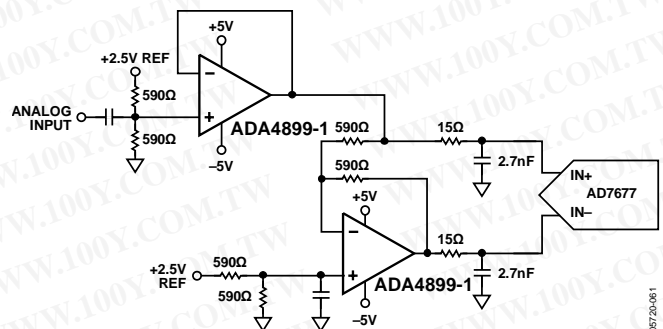 +5V
+2.5V REF
590Ω
ANALOG
INPUT
590Ω
ADA4899-1
–5V
590Ω
15Ω
590Ω
2.7nF
IN+
AD7677
IN–
+5V
15Ω
+2.5V
REF
590Ω
590Ω
ADA4899-1
2.7nF
–5V
05720-061
WWW.100Y.COM.TW